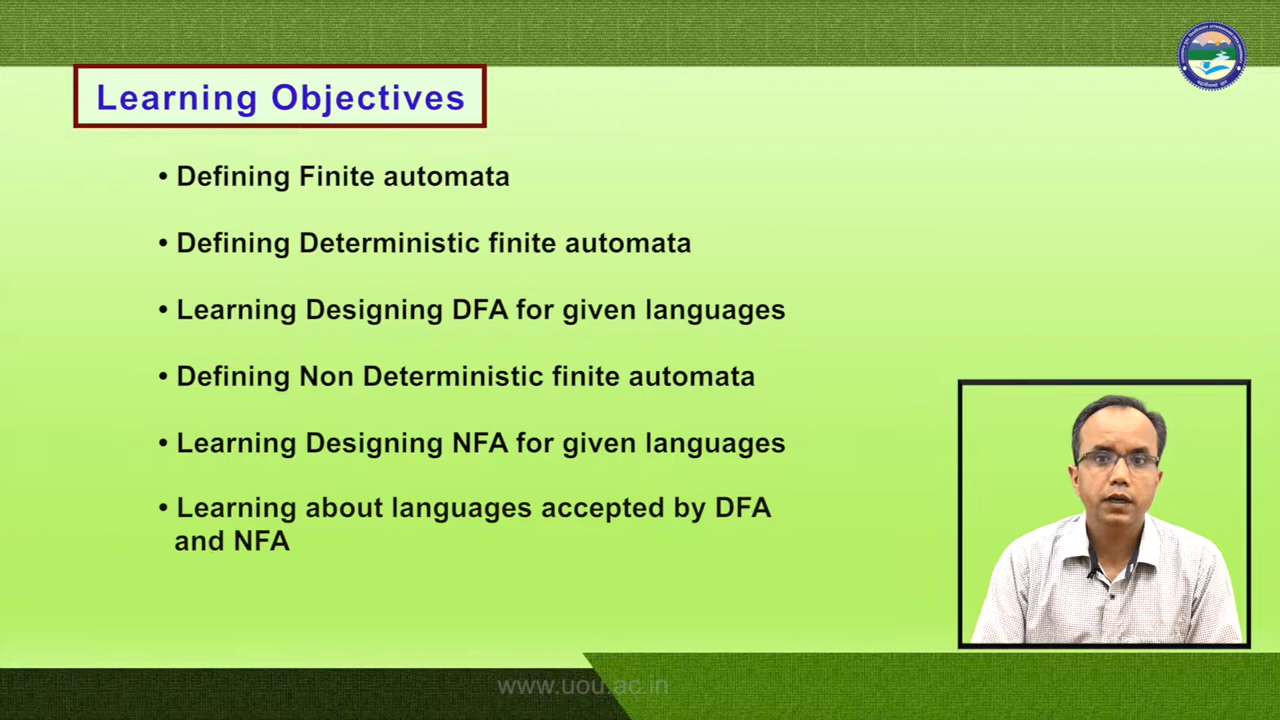 Learning Objectives
• Defining Finite automata
• Defining Deterministic finite automata
• Learning Designing DFA for given languages
• Defining Non Deterministic finite automata
• Learning Designing NFA for given languages
• Learning about languages accepted by DFA
and NFA
www.uou.ac.in